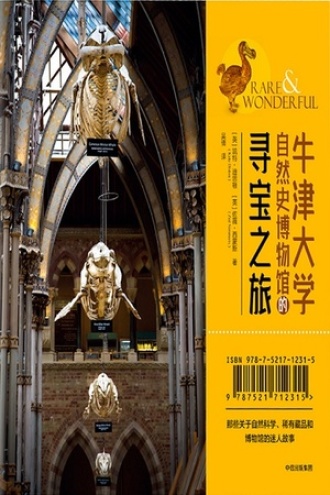 RARE
&
WONDERFUL
牛津大学
自然史博物馆的
寻宝之旅
ISBN 978-7-5217-1231-5
9787521712315
那些关于自然科学、稀有藏品和
博物馆的迷人故事
中信出版集团